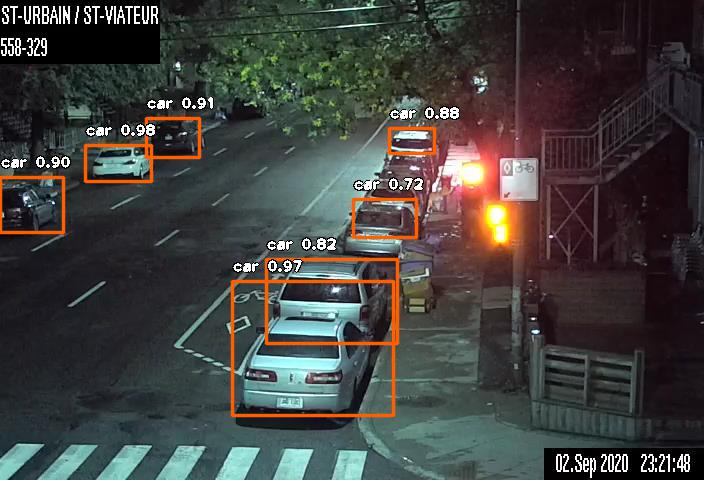 ST-URBAIN / ST-VIATEUR
558-329
car 0.91
car 0.98
car 0.90
car 0.88
car 0.72
car 0.82
car 0.97
02.Sep 2020 23:21:48